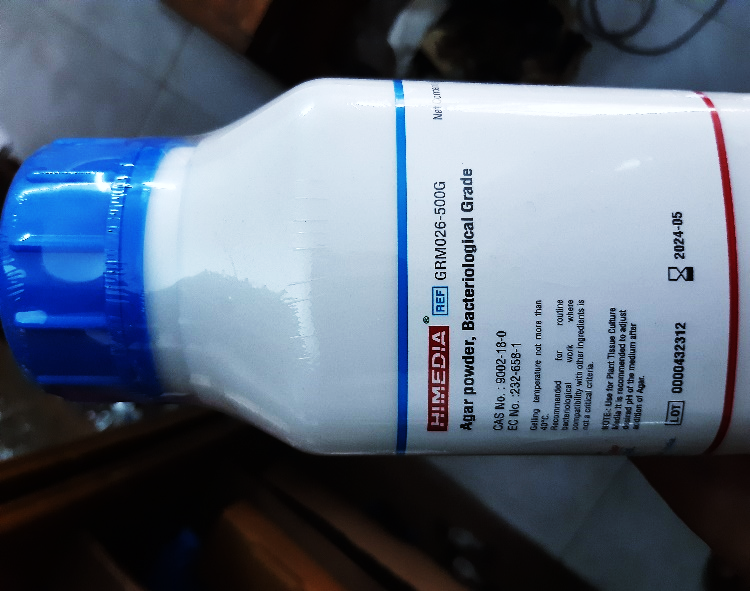 HIMEDIA® REF GRM026-500G
Agar powder, Bacteriological Grade
CAS No. : 9002-18-0
EC No. :232-658-1
Gelling temperature not more than
40°C.
Recommended for routine
bacteriological work where
compatibility with other ingredients is
not a critical criteria.
NOTE: Use for Plant Tissue Culture
Media it is recommended to adjust
desired pH of the medium after
addition of Agar.
LOT 0000432312 2024-05